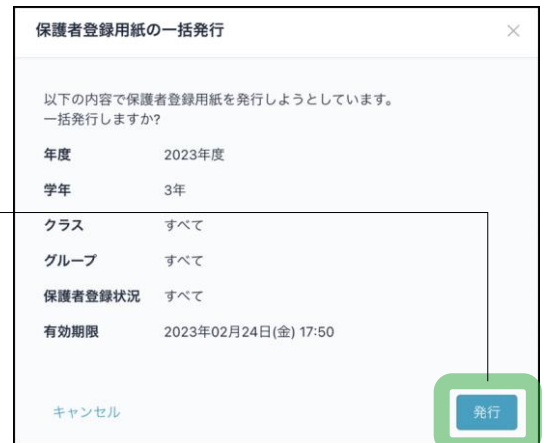 保護者登録用紙の一括発行
以下の内容で保護者登録用紙を発行しようとしています。
一括発行しますか?
年度 2023年度
学年 3年
クラス すべて
グループ すべて
保護者登録状況 すべて
有効期限 2023年02月24日(金) 17:50
キャンセル 発行